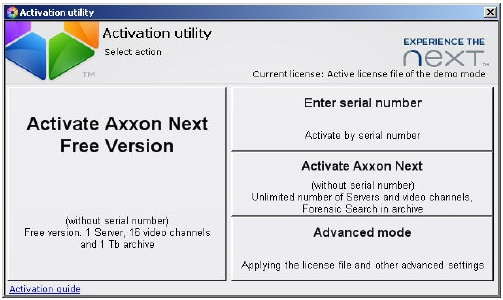 Activation utility
Activation utility
Select action
EXPERIENCE THE
next
TM
Current license: Active license file of the demo mode
Activate Axxon Next
Free Version
(without serial number)
Free version. 1 Server, 16 video channels
and 1 Tb archive
Enter serial number
Activate by serial number
Activate Axxon Next
(without serial number)
Unlimited number of Servers and video channels,
Forensic Search in archive
Advanced mode
Applying the license file and other advanced settings
Activation guide